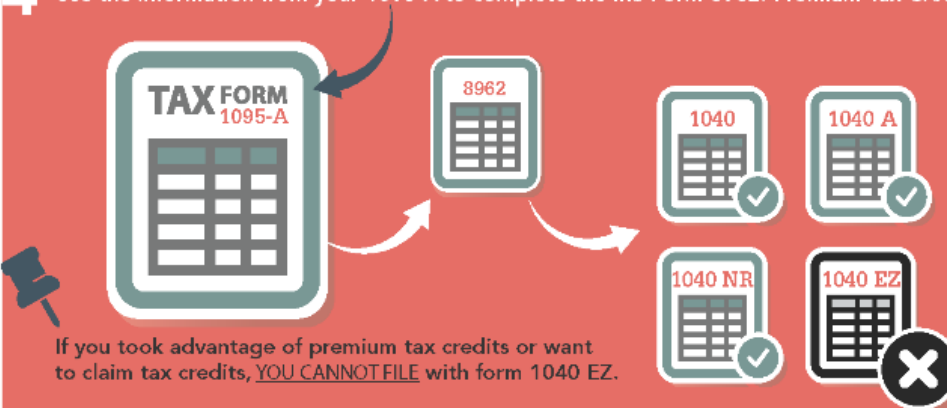 TAX FORM
1095-A
8962
1040
1040 A
1040 NR
1040 EZ
If you took advantage of premium tax credits or want
to claim tax credits, YOU CANNOT FILE with form 1040 EZ.